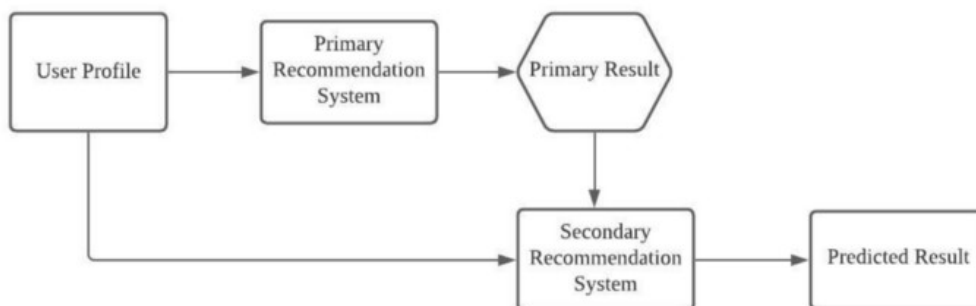 User Profile
Primary
Recommendation
System
Primary Result
Secondary
Recommendation
System
Predicted Result